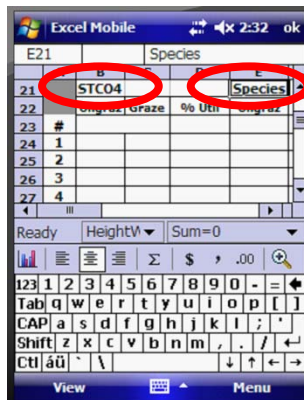 Excel Mobile 2:32 ok
E21 Species
B E
21 STCO4 Species
22 Ungraz Graze % Utn Ungraz
23 #
24 1
25 2
26 3
27 4
Ready HeightW Sum=0
Σ $ , .00
123 1 2 3 4 5 6 7 8 9 0 - =
Tab q w e r t y u i o p [ ]
CAP a s d f g h j k l ; '
Shift z x c v b n m , . /
Ctl áü ` \
View Menu